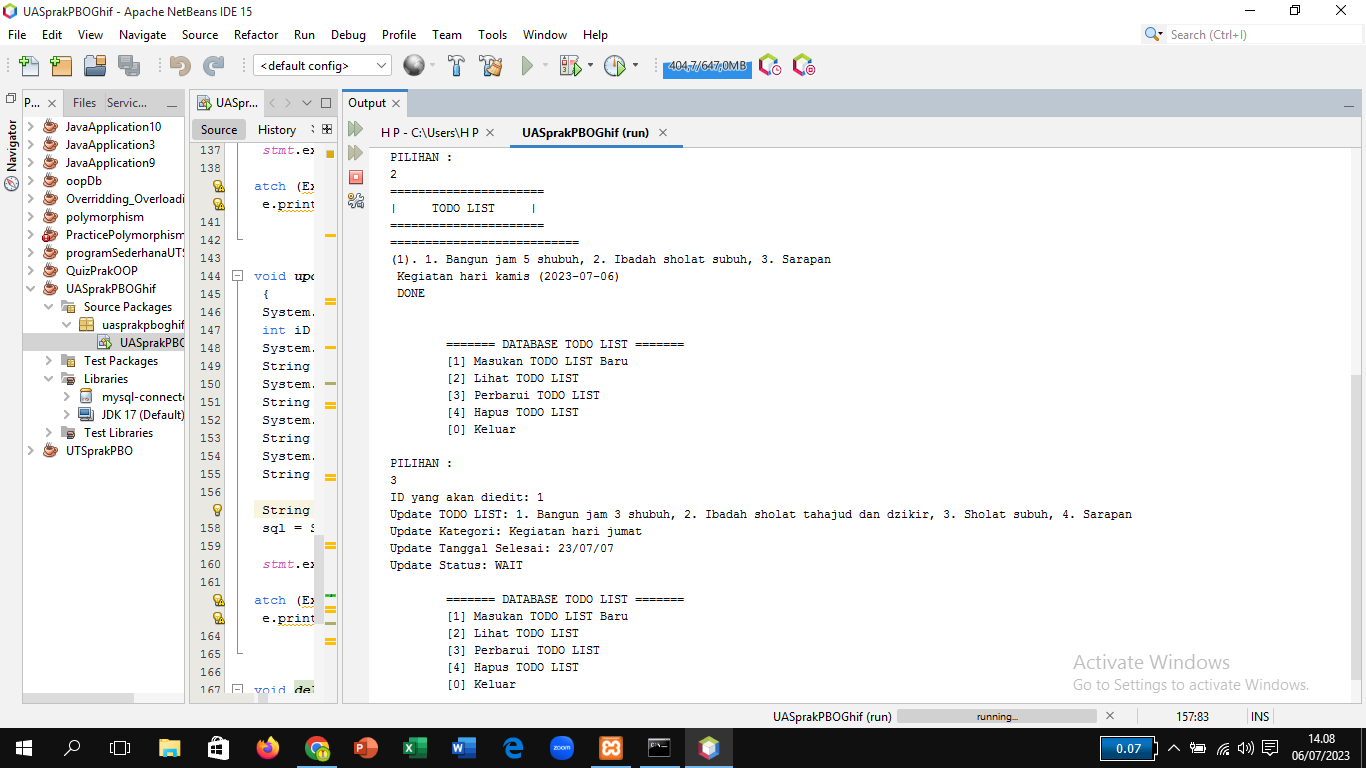 UASprakPBOGhif - Apache NetBeans IDE 15
File Edit View Navigate Source Refactor Run Debug Profile Team Tools Window Help
Search (Ctrl+I)
<default config>
404,7/647,0MB
P... Files Servic...
Navigator
JavaApplication10
JavaApplication3
JavaApplication9
oopDb
Overridding_Overloadi
polymorphism
PracticePolymorphism
programSederhanaUTS
QuizPrakOOP
UASprakPBOGhif
Source Packages
uasprakpboghif
UASprakPBO
Test Packages
Libraries
mysql-connecto
JDK 17 (Default)
Test Libraries
UTSprakPBO
UASpr...
Source History
137 stmt.ex
138
atch (Ex
e.print
141
142
143
144 void upd
145 {
146 System.
147 int iD
148 System.
149 String
150 System.
151 String
152 System.
153 String
154 System.
155 String
156
String
158 sql = S
159
160 stmt.ex
161
atch (Ex
e.print
164
165
166
167 void del
Output
H P - C:\Users\H P
UASprakPBOGhif (run)
PILIHAN :
2
======================
| TODO LIST |
======================
===========================
(1). 1. Bangun jam 5 shubuh, 2. Ibadah sholat subuh, 3. Sarapan
Kegiatan hari kamis (2023-07-06)
DONE
======= DATABASE TODO LIST =======
[1] Masukan TODO LIST Baru
[2] Lihat TODO LIST
[3] Perbarui TODO LIST
[4] Hapus TODO LIST
[0] Keluar
PILIHAN :
3
ID yang akan diedit: 1
Update TODO LIST: 1. Bangun jam 3 shubuh, 2. Ibadah sholat tahajud dan dzikir, 3. Sholat subuh, 4. Sarapan
Update Kategori: Kegiatan hari jumat
Update Tanggal Selesai: 23/07/07
Update Status: WAIT
======= DATABASE TODO LIST =======
[1] Masukan TODO LIST Baru
[2] Lihat TODO LIST
[3] Perbarui TODO LIST
[4] Hapus TODO LIST
[0] Keluar
Activate Windows
Go to Settings to activate Windows.
UASprakPBOGhif (run)
running...
157:83
INS
zoom
0.07
14.08
06/07/2023